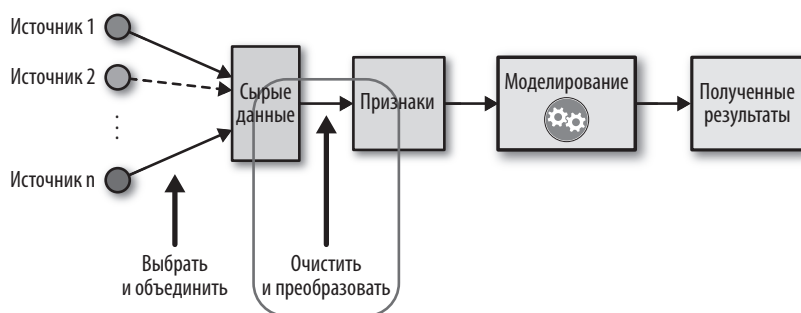 Источник 1
Источник 2
Источник n
Сырые
данные
Признаки
Моделирование
Полученные
результаты
Выбрать
и объединить
Очистить
и преобразовать